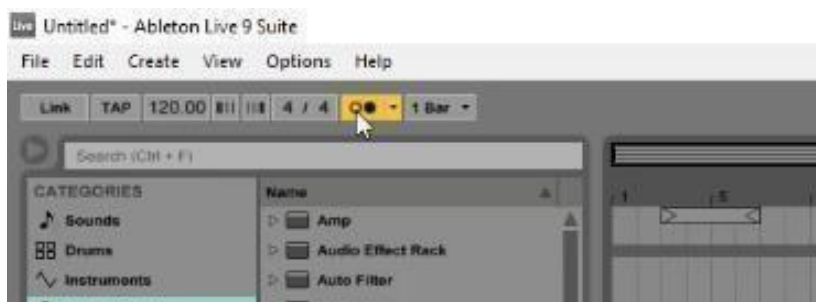 Live Untitled* - Ableton Live 9 Suite
File Edit Create View Options Help
Link TAP 120.00 4 / 4 1 Bar
Search (Ctrl + F)
CATEGORIES Name 1 5
Sounds Amp
Drums Audio Effect Rack
Instruments Auto Filter